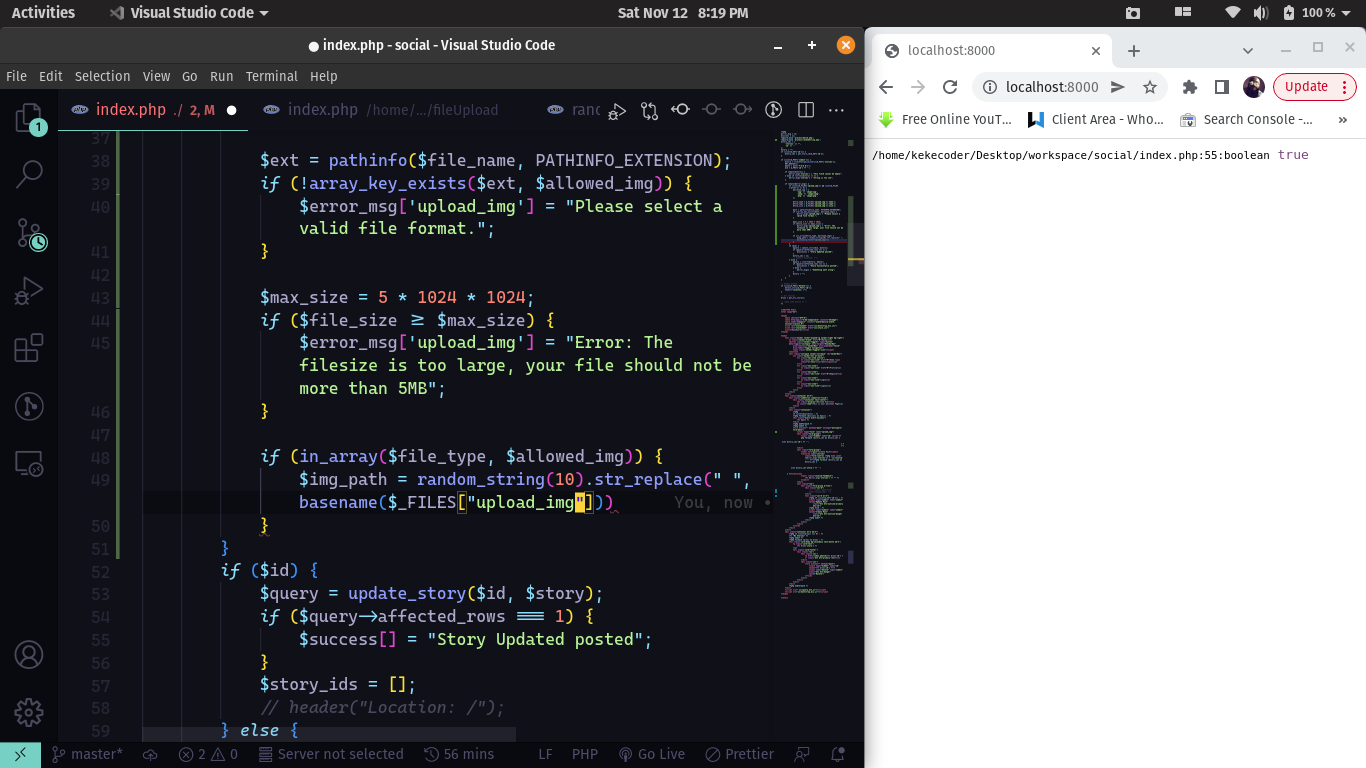 Activities
Visual Studio Code
Sat Nov 12 8:19 PM
100 %
index.php - social - Visual Studio Code
File Edit Selection View Go Run Terminal Help
index.php ./ 2, M
index.php /home/.../fileUpload
1
37
38 $ext = pathinfo($file_name, PATHINFO_EXTENSION);
39 if (!array_key_exists($ext, $allowed_img)) {
40 $error_msg['upload_img'] = "Please select a
valid file format.";
41 }
42
43 $max_size = 5 * 1024 * 1024;
44 if ($file_size ≥ $max_size) {
45 $error_msg['upload_img'] = "Error: The
filesize is too large, your file should not be
more than 5MB";
46 }
47
48 if (in_array($file_type, $allowed_img)) {
49 $img_path = random_string(10).str_replace(" ",
basename($_FILES["upload_img"])) You, now •
50 }
51 }
52 if ($id) {
53 $query = update_story($id, $story);
54 if ($query->affected_rows === 1) {
55 $success[] = "Story Updated posted";
56 }
57 $story_ids = [];
58 // header("Location: /");
59 } else {
master* 2 0 Server not selected 56 mins LF PHP Go Live Prettier
localhost:8000
localhost:8000
Update
Free Online YouT...
Client Area - Who...
Search Console -...
»
/home/kekecoder/Desktop/workspace/social/index.php:55:boolean true